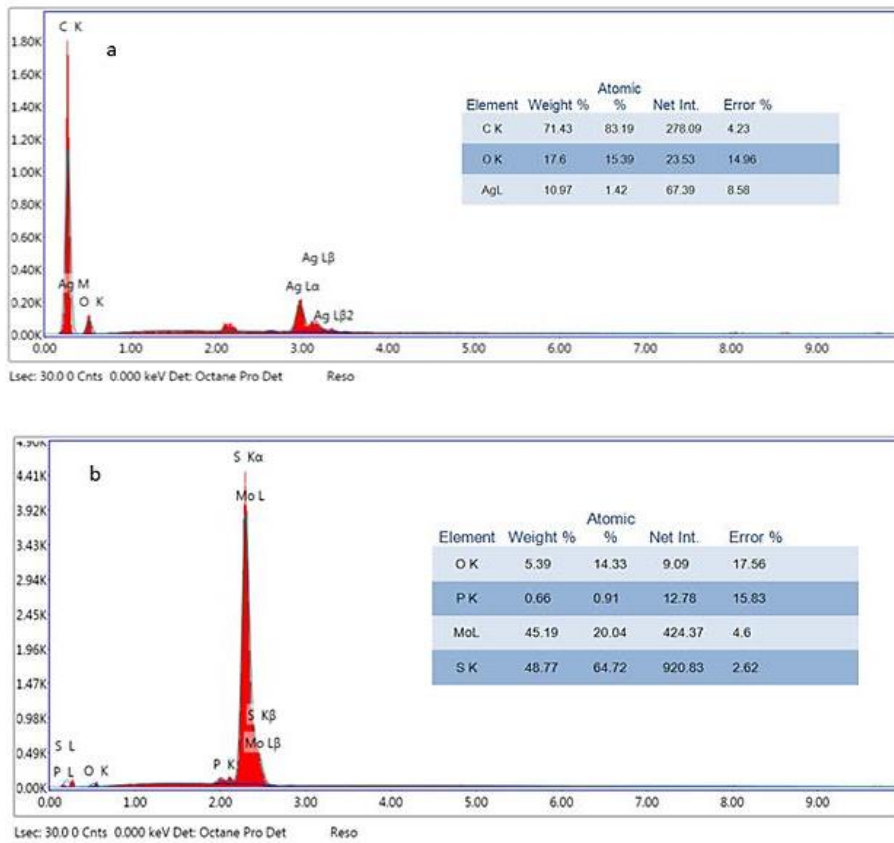 C K
a
1.80K
1.60K
1.40K
1.20K
1.00K
0.80K
0.60K
0.40K
0.20K
0.00K
Ag M
O K
Ag Lβ
Ag Lα
Ag Lβ2
0.00 1.00 2.00 3.00 4.00 5.00 6.00 7.00 8.00 9.00
Element Weight % Atomic % Net Int. Error %
C K 71.43 83.19 278.09 4.23
O K 17.6 15.39 23.53 14.96
AgL 10.97 1.42 67.39 8.58
Lsec: 30.0 0 Cnts 0.000 keV Det: Octane Pro Det Reso
b
4.90K
4.41K
3.92K
3.43K
2.94K
2.45K
1.96K
1.47K
0.98K
0.49K
0.00K
S Kα
Mo L
S Kβ
Mo Lβ
S L
P L
O K
P K
0.00 1.00 2.00 3.00 4.00 5.00 6.00 7.00 8.00 9.00
Element Weight % Atomic % Net Int. Error %
O K 5.39 14.33 9.09 17.56
P K 0.66 0.91 12.78 15.83
MoL 45.19 20.04 424.37 4.6
S K 48.77 64.72 920.83 2.62
Lsec: 30.0 0 Cnts 0.000 keV Det: Octane Pro Det Reso